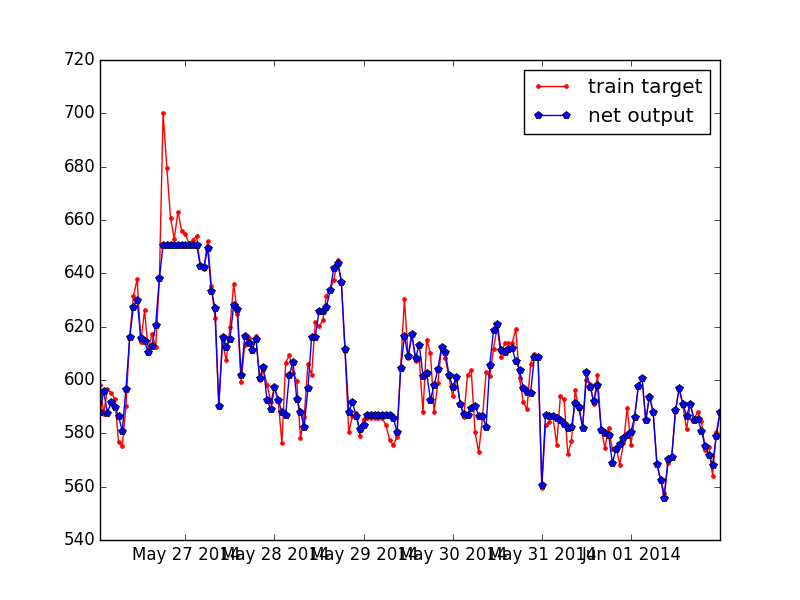 720
700
680
660
640
620
600
580
560
540
train target
net output
May 27 2014
May 28 2014
May 29 2014
May 30 2014
May 31 2014
Jun 01 2014